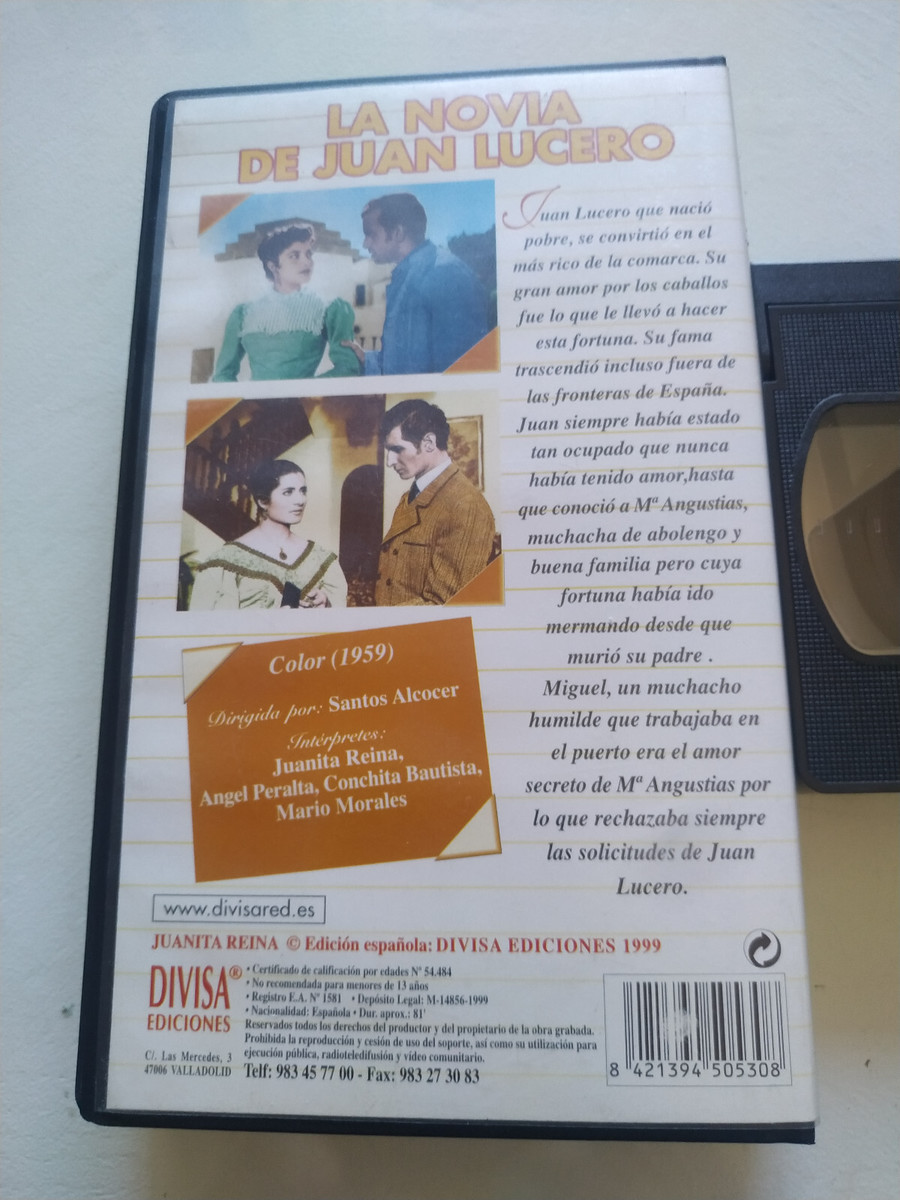 LA NOVIA
DE JUAN LUCERO
Juan Lucero que nació
pobre, se convirtió en el
más rico de la comarca. Su
gran amor por los caballos
fue lo que le llevó a hacer
esta fortuna. Su fama
trascendió incluso fuera de
las fronteras de España.
Juan siempre había estado
tan ocupado que nunca
había tenido amor,hasta
que conoció a Mª Angustias,
muchacha de abolengo y
buena familia pero cuya
fortuna había ido
mermando desde que
murió su padre .
Miguel, un muchacho
humilde que trabajaba en
el puerto era el amor
secreto de Mª Angustias por
lo que rechazaba siempre
las solicitudes de Juan
Lucero.
Color (1959)
Dirigida por: Santos Alcocer
Intérpretes:
Juanita Reina,
Angel Peralta, Conchita Bautista,
Mario Morales
www.divisared.es
JUANITA REINA © Edición española: DIVISA EDICIONES 1999
DIVISA®
EDICIONES
C/. Las Mercedes, 3
47006 VALLADOLID
• Certificado de calificación por edades Nº 54.484
• No recomendada para menores de 13 años
• Registro E.A. Nº 1581 • Depósito Legal: M-14856-1999
• Nacionalidad: Española • Dur. aprox.: 81'
Reservados todos los derechos del productor y del propietario de la obra grabada.
Prohibida la reproducción y cesión de uso del soporte, así como su utilización para
ejecución pública, radioteledifusión y vídeo comunitario.
Telf: 983 45 77 00 - Fax: 983 27 30 83
8 421394 505308